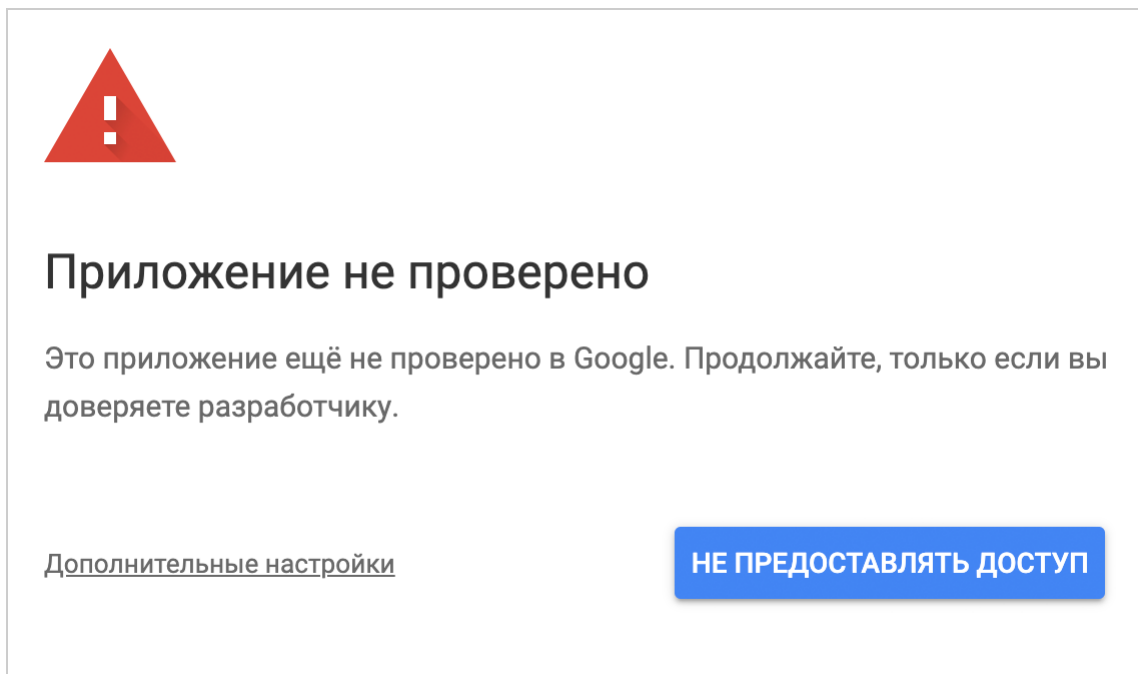 Приложение не проверено
Это приложение ещё не проверено в Google. Продолжайте, только если вы
доверяете разработчику.
Дополнительные настройки
НЕ ПРЕДОСТАВЛЯТЬ ДОСТУП